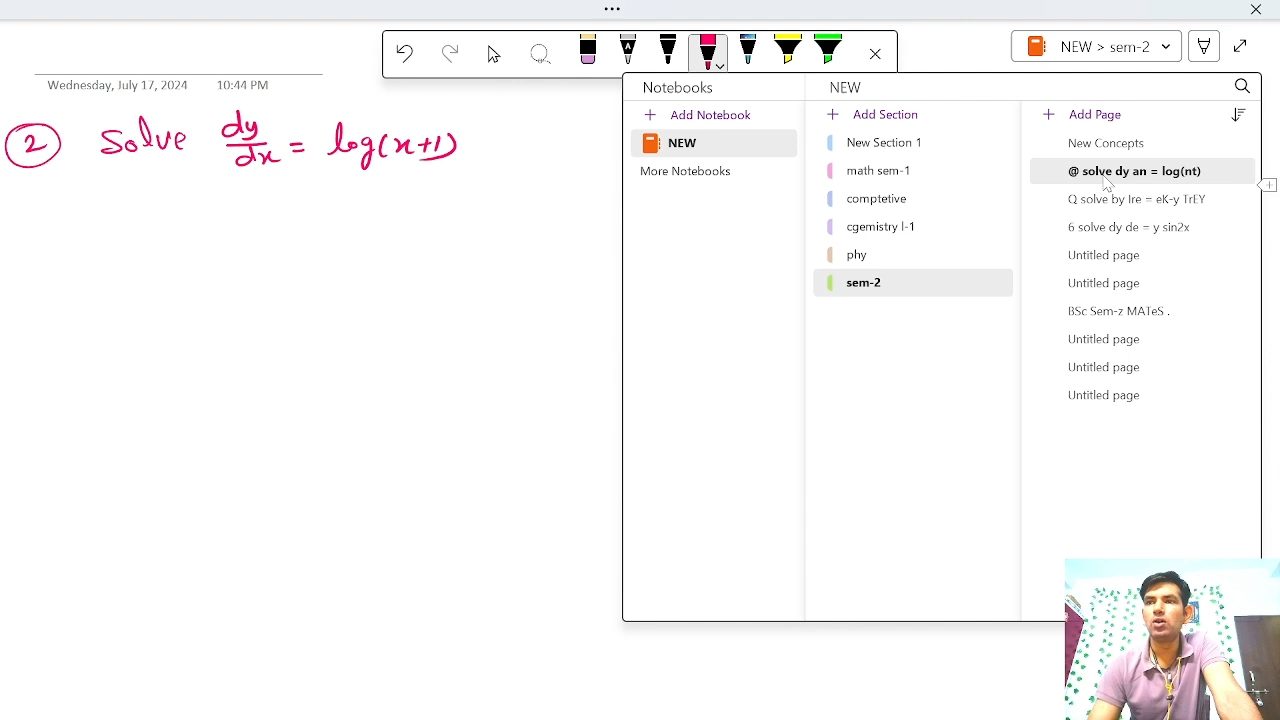 NEW > sem-2
Wednesday, July 17, 2024 10:44 PM
② Solve dy/dx = log(x+1)
A
Notebooks
+ Add Notebook
NEW
More Notebooks
NEW
+ Add Section
New Section 1
math sem-1
comptetive
cgemistry l-1
phy
sem-2
+ Add Page
New Concepts
@ solve dy an = log(nt)
Q solve by Ire = eK-y TrEY
6 solve dy de = y sin2x
Untitled page
Untitled page
BSc Sem-z MATeS .
Untitled page
Untitled page
Untitled page